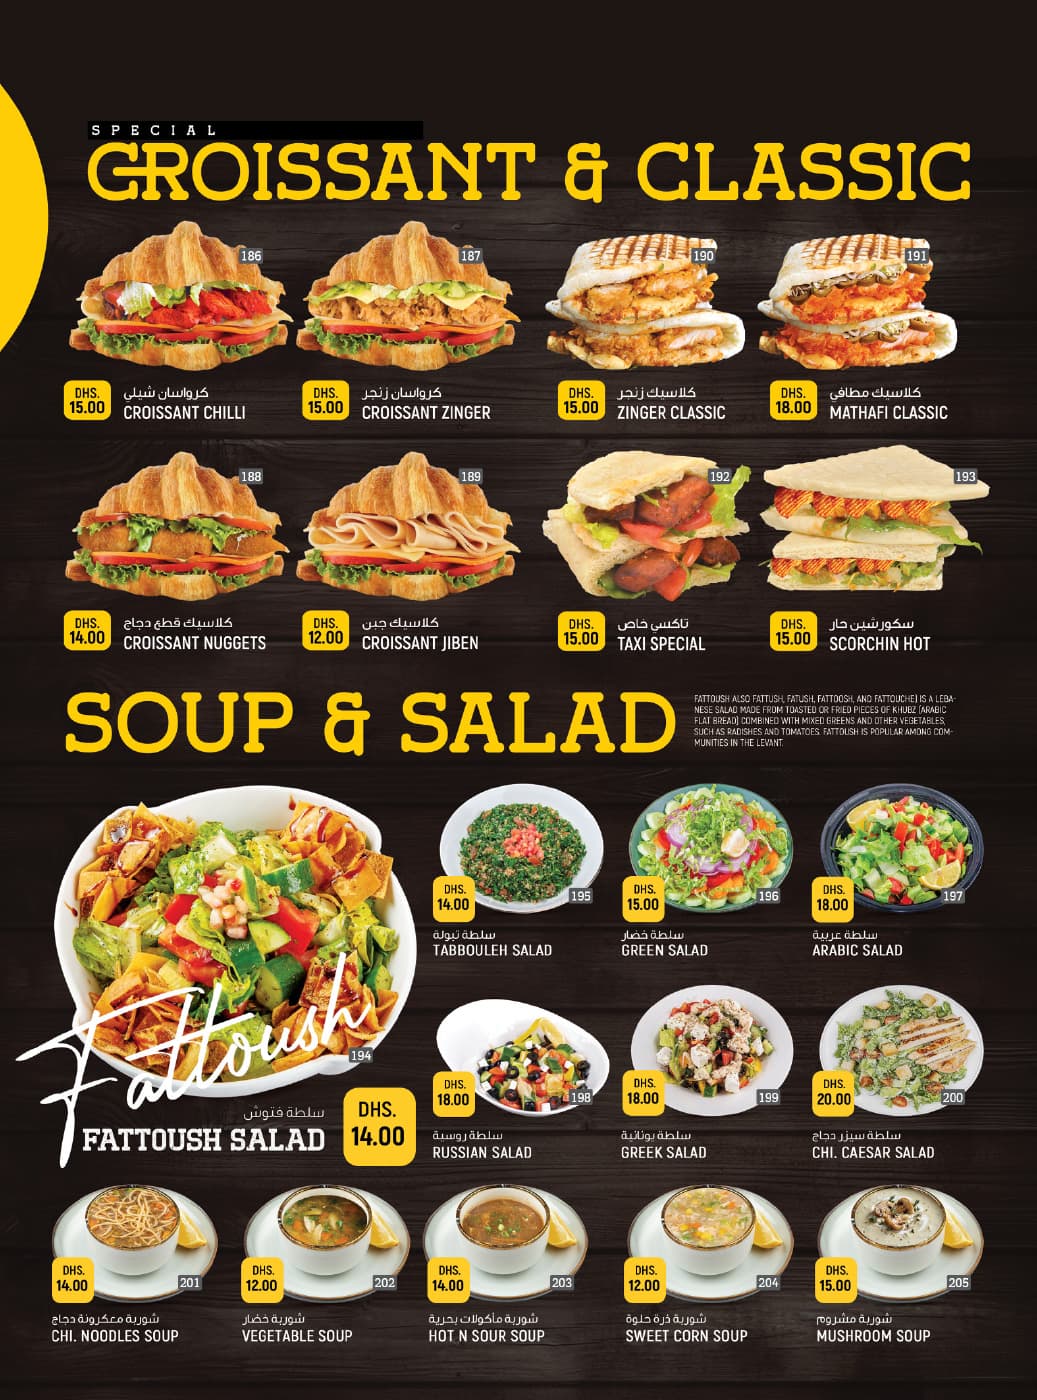 SPECIAL
CROISSANT & CLASSIC
186
187
190
191
DHS.
15.00
كرواسان شيلي
CROISSANT CHILLI
DHS.
15.00
كرواسان زنجر
CROISSANT ZINGER
DHS.
15.00
كلاسيك زنجر
ZINGER CLASSIC
DHS.
18.00
كلاسيك مطافي
MATHAFI CLASSIC
188
189
192
193
DHS.
14.00
كلاسيك قطع دجاج
CROISSANT NUGGETS
DHS.
12.00
كلاسيك جبن
CROISSANT JIBEN
DHS.
15.00
تاكسي خاص
TAXI SPECIAL
DHS.
15.00
سكورشين حار
SCORCHIN HOT
SOUP & SALAD
FATTOUSH ALSO FATTUSH, FATUSH, FATTOOSH, AND FATTOUCHE) IS A LEBA-
NESE SALAD MADE FROM TOASTED OR FRIED PIECES OF KHUBZ (ARABIC
FLAT BREAD) COMBINED WITH MIXED GREENS AND OTHER VEGETABLES,
SUCH AS RADISHES AND TOMATOES. FATTOUSH IS POPULAR AMONG COM-
MUNITIES IN THE LEVANT.
Fattoush
194
سلطة فتوش
FATTOUSH SALAD
DHS.
14.00
DHS.
14.00
195
سلطة تبولة
TABBOULEH SALAD
DHS.
15.00
196
سلطة خضار
GREEN SALAD
DHS.
18.00
197
سلطة عربية
ARABIC SALAD
DHS.
18.00
198
سلطة روسية
RUSSIAN SALAD
DHS.
18.00
199
سلطة يونانية
GREEK SALAD
DHS.
20.00
200
سلطة سيزر دجاج
CHI. CAESAR SALAD
DHS.
14.00
201
شوربة معكرونة دجاج
CHI. NOODLES SOUP
DHS.
12.00
202
شوربة خضار
VEGETABLE SOUP
DHS.
14.00
203
شوربة مأكولات بحرية
HOT N SOUR SOUP
DHS.
12.00
204
شوربة ذرة حلوة
SWEET CORN SOUP
DHS.
15.00
205
شوربة مشروم
MUSHROOM SOUP